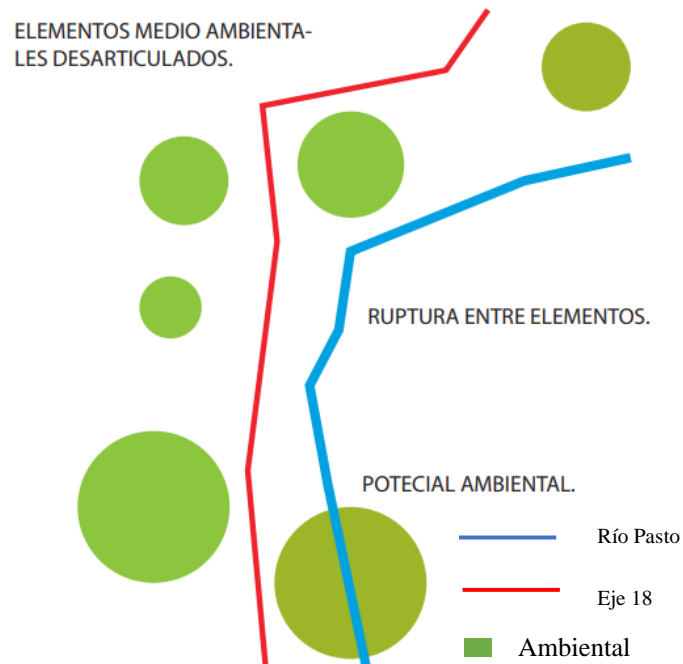 ELEMENTOS MEDIO AMBIENTA-
LES DESARTICULADOS.
RUPTURA ENTRE ELEMENTOS.
POTECIAL AMBIENTAL.
Río Pasto
Eje 18
Ambiental